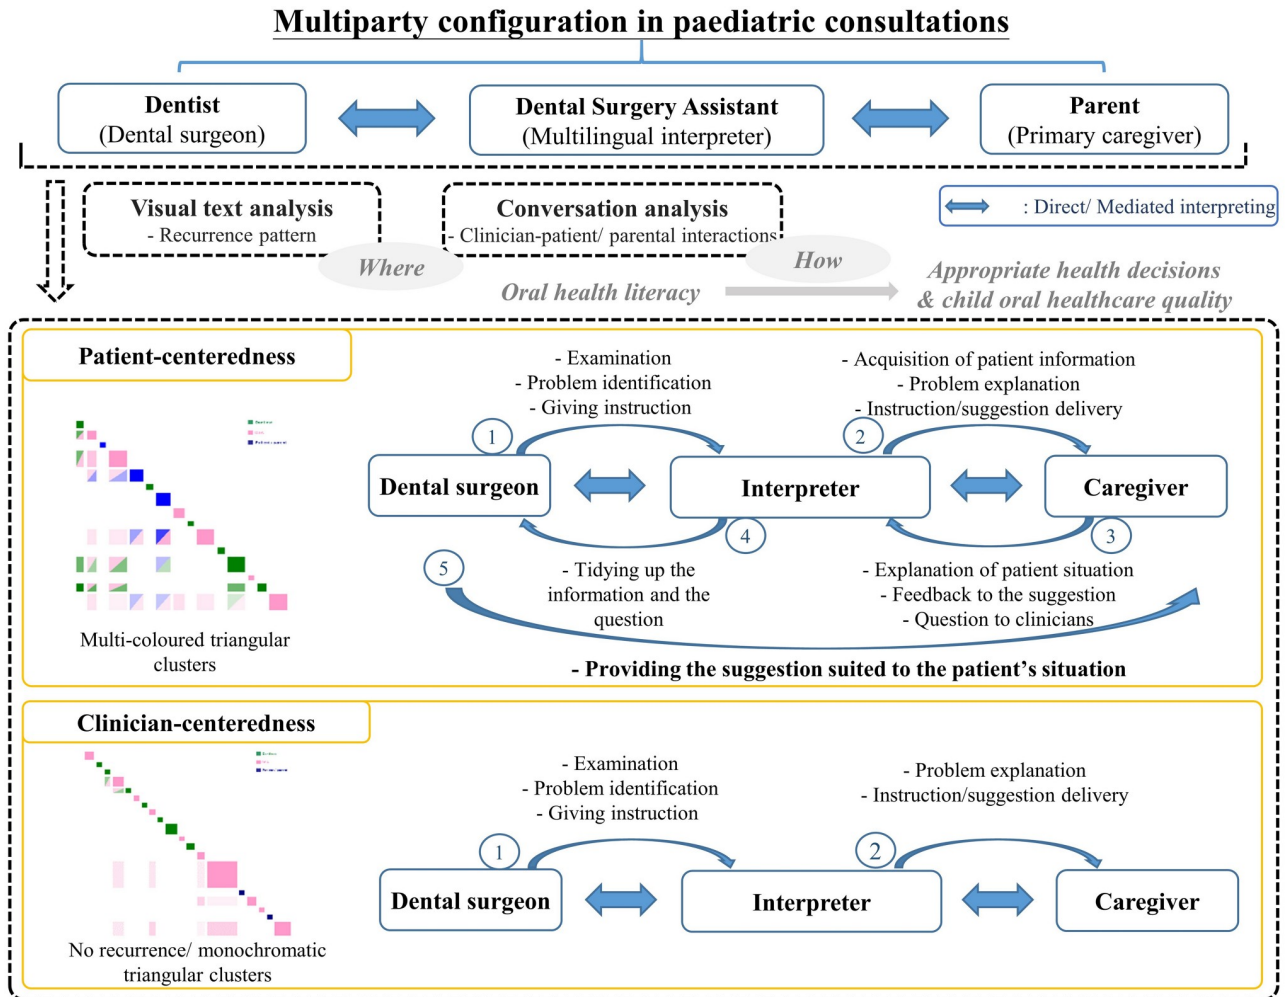 Multiparty configuration in paediatric consultations
Dentist
(Dental surgeon)
Dental Surgery Assistant
(Multilingual interpreter)
Parent
(Primary caregiver)
Visual text analysis
- Recurrence pattern
Conversation analysis
- Clinician-patient/ parental interactions
: Direct/ Mediated interpreting
Where
How
Oral health literacy
Appropriate health decisions
& child oral healthcare quality
Patient-centeredness
Multi-coloured triangular
clusters
- Examination
- Problem identification
- Giving instruction
- Acquisition of patient information
- Problem explanation
- Instruction/suggestion delivery
1
2
Dental surgeon
Interpreter
Caregiver
4
3
5
- Tidying up the
information and the
question
- Explanation of patient situation
- Feedback to the suggestion
- Question to clinicians
- Providing the suggestion suited to the patient's situation
Clinician-centeredness
No recurrence/ monochromatic
triangular clusters
- Examination
- Problem identification
- Giving instruction
- Problem explanation
- Instruction/suggestion delivery
1
2
Dental surgeon
Interpreter
Caregiver